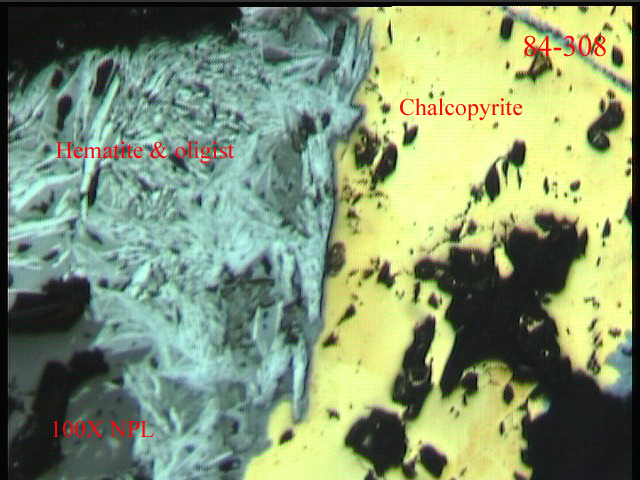 84-308
Chalcopyrite
Hematite & oligist
100X NPL